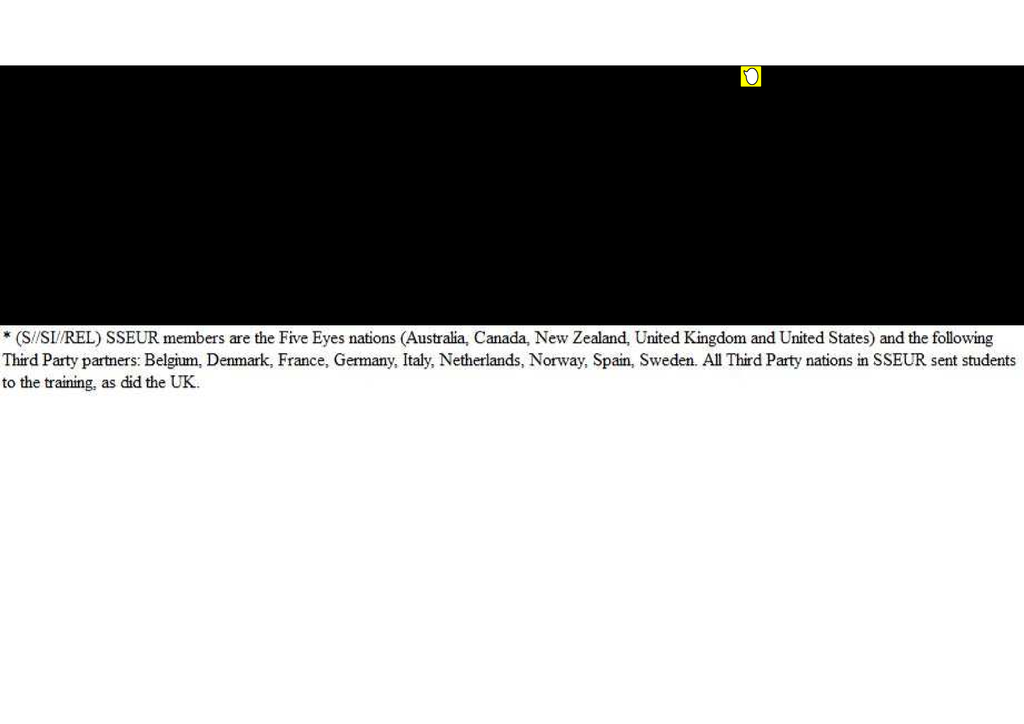 * (S//SI//REL) SSEUR members are the Five Eyes nations (Australia, Canada, New Zealand, United Kingdom and United States) and the following
Third Party partners: Belgium, Denmark, France, Germany, Italy, Netherlands, Norway, Spain, Sweden. All Third Party nations in SSEUR sent students
to the training, as did the UK.